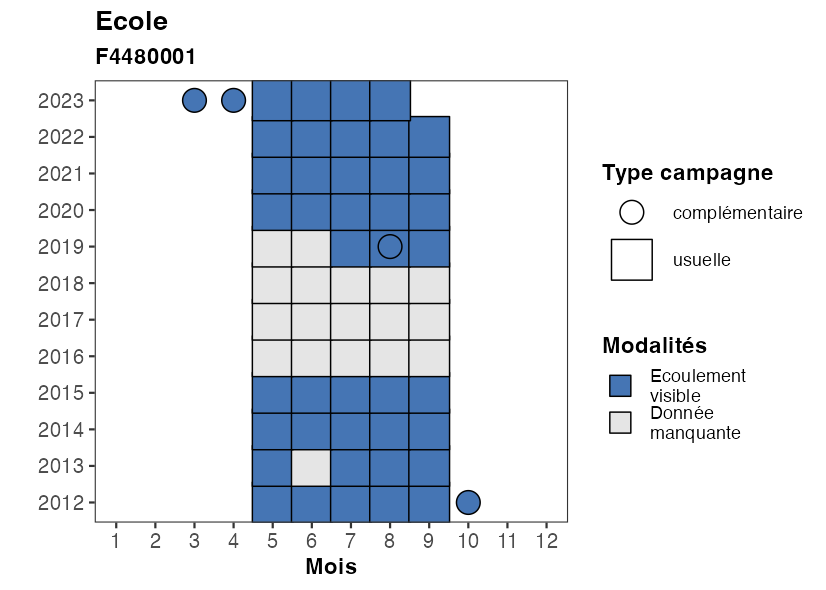 Ecole
F4480001
2023
2022
2021
2020
2019
2018
2017
2016
2015
2014
2013
2012
1 2 3 4 5 6 7 8 9 10 11 12
Mois
Type campagne
complémentaire
usuelle
Modalités
Ecoulement
visible
Donnée
manquante